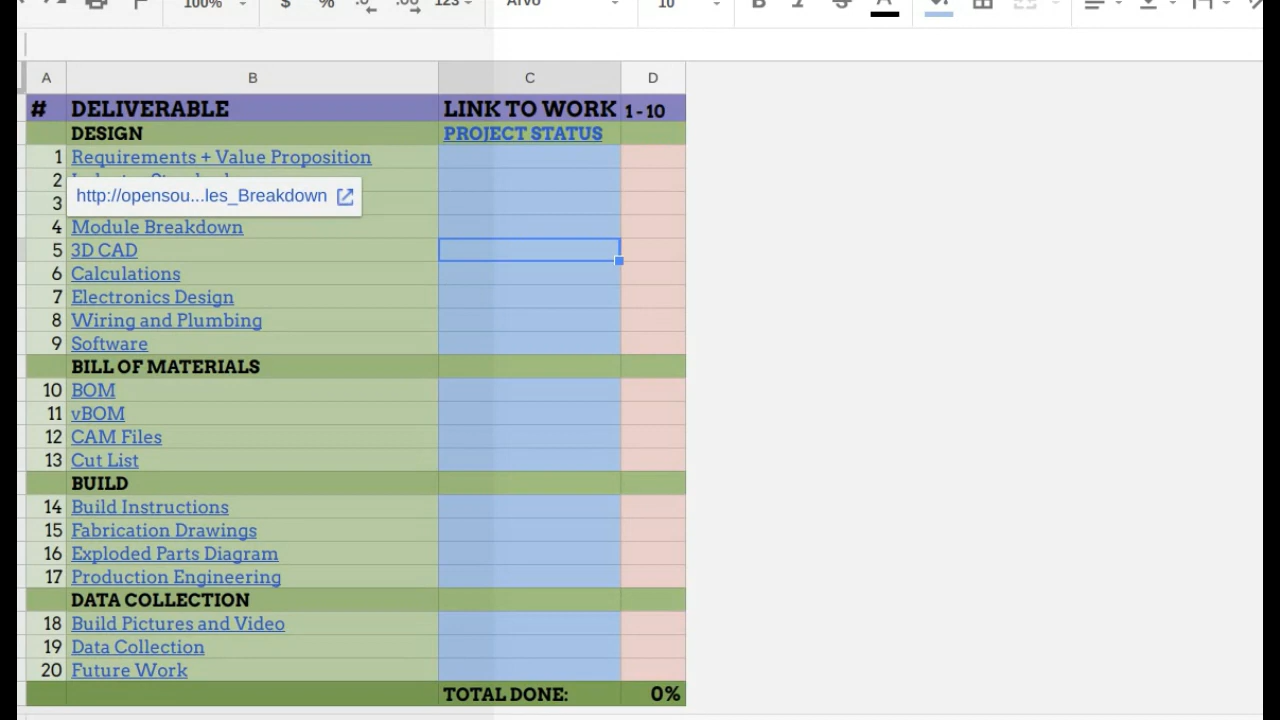 100% $ % .0 .00 123 Arvo 10 B I S A
A B C D
# DELIVERABLE LINK TO WORK 1 - 10
DESIGN PROJECT STATUS
1 Requirements + Value Proposition
2
http://opensou...les_Breakdown
3
4 Module Breakdown
5 3D CAD
6 Calculations
7 Electronics Design
8 Wiring and Plumbing
9 Software
BILL OF MATERIALS
10 BOM
11 vBOM
12 CAM Files
13 Cut List
BUILD
14 Build Instructions
15 Fabrication Drawings
16 Exploded Parts Diagram
17 Production Engineering
DATA COLLECTION
18 Build Pictures and Video
19 Data Collection
20 Future Work
TOTAL DONE: 0%